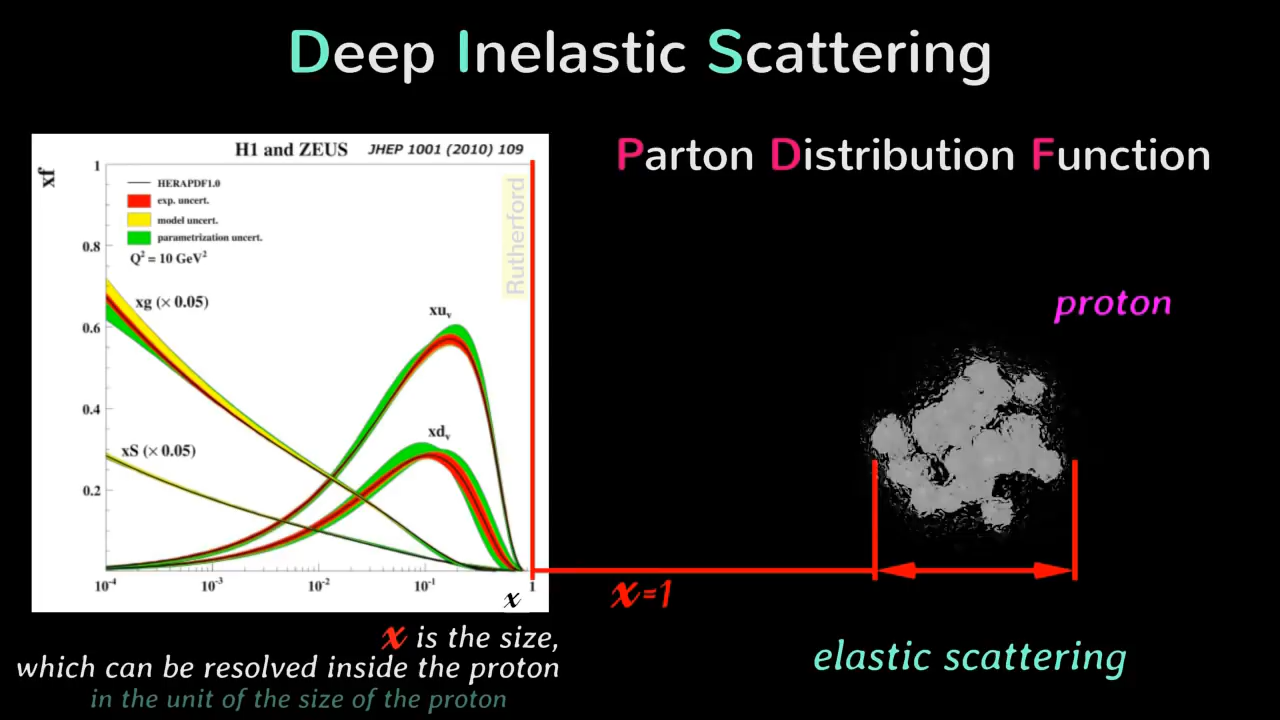 Deep Inelastic Scattering
Parton Distribution Function
H1 and ZEUS JHEP 1001 (2010) 109
xf
1
HERAPDF1.0
exp. uncert.
model uncert.
parametrization uncert.
Q² = 10 GeV²
Rutherford
0.8
xg (× 0.05)
xuᵥ
0.6
0.4
xdᵥ
xS (× 0.05)
0.2
10⁻⁴ 10⁻³ 10⁻² 10⁻¹ 1
x
proton
x=1
elastic scattering
x is the size,
which can be resolved inside the proton
in the unit of the size of the proton